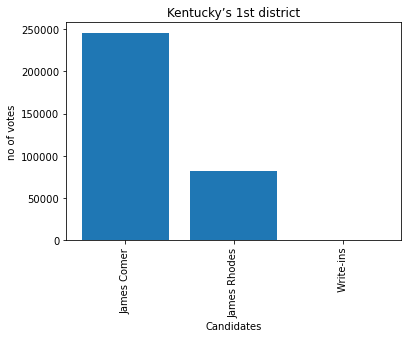 Kentucky’s 1st district
250000
200000
150000
100000
50000
0
no of votes
James Comer
James Rhodes
Write-ins
Candidates